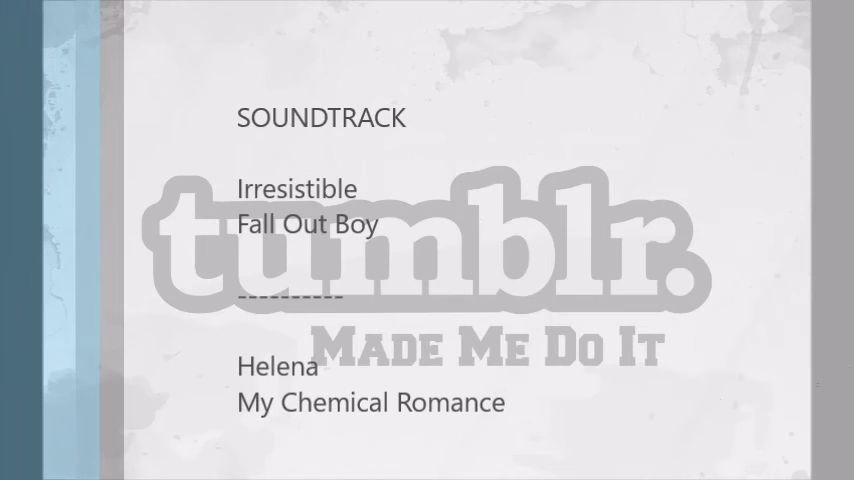 SOUNDTRACK
Irresistible
Fall Out Boy
tumblr.
-----------
MADE ME DO IT
Helena
My Chemical Romance